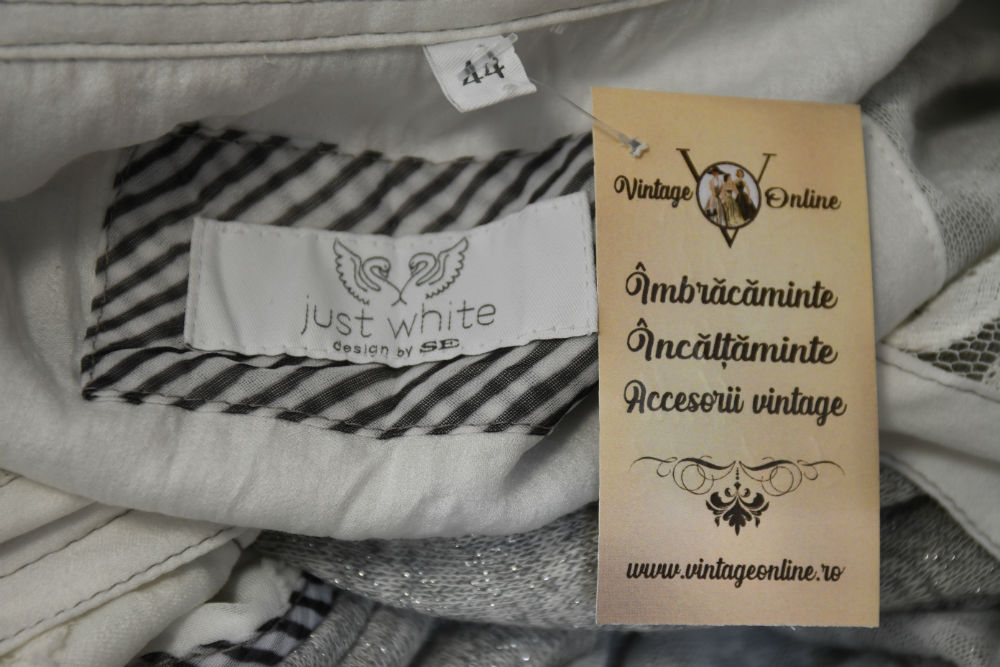 44
just white
design by SE
Vintage Online
Îmbrăcăminte
Încălțăminte
Accesorii vintage
www.vintageonline.ro